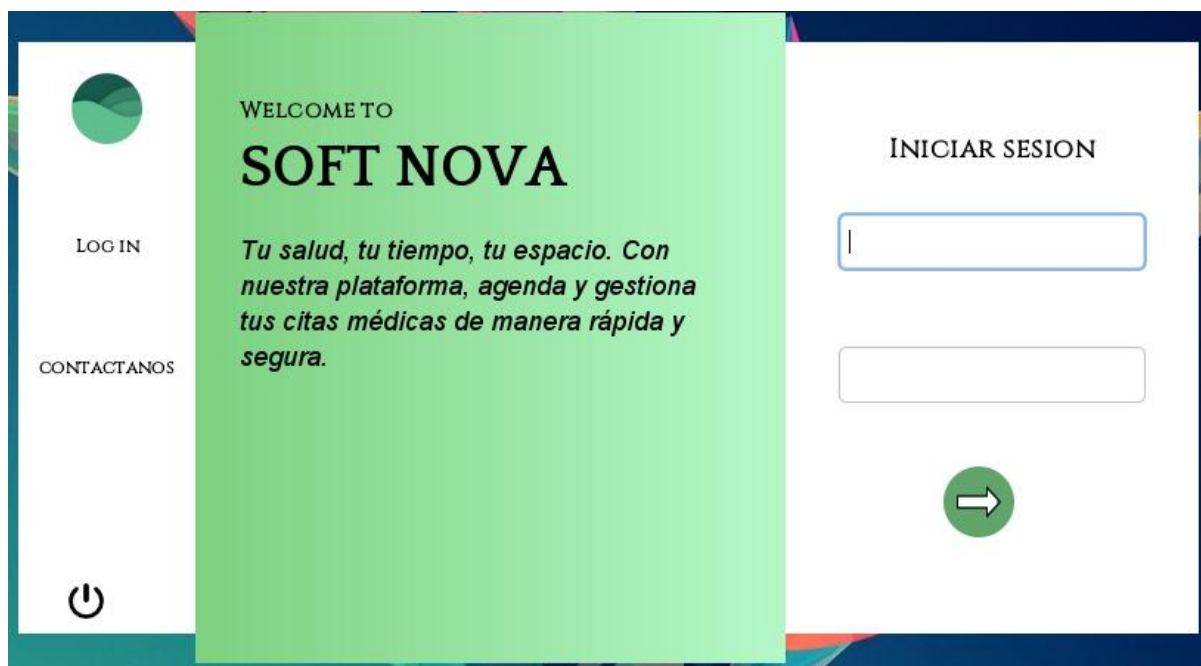 LOG IN
CONTACTANOS
WELCOME TO
SOFT NOVA
Tu salud, tu tiempo, tu espacio. Con
nuestra plataforma, agenda y gestiona
tus citas médicas de manera rápida y
segura.
INICIAR SESION